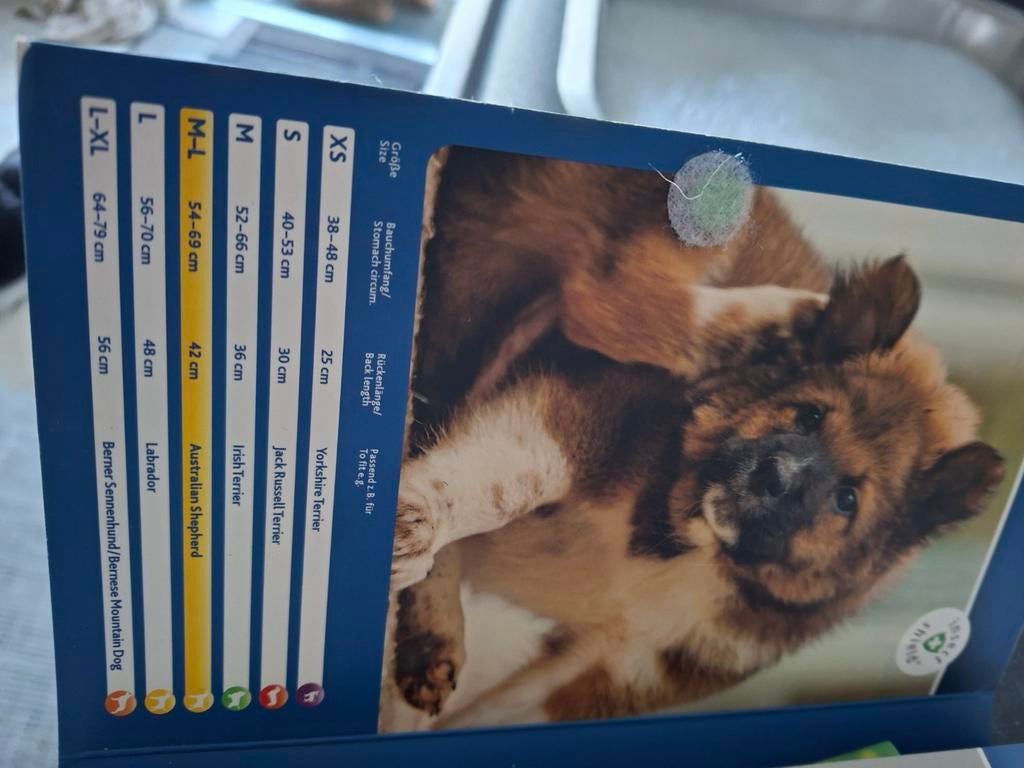 Größe
Size
Bauchumfang/
Stomach circum.
Rückenlänge/
Back length
Passend z.B. für
To fit e.g.
XS 38–48 cm 25 cm Yorkshire Terrier
S 40–53 cm 30 cm Jack Russell Terrier
M 52–66 cm 36 cm Irish Terrier
M–L 54–69 cm 42 cm Australian Shepherd
L 56–70 cm 48 cm Labrador
L–XL 64–79 cm 56 cm Berner Sennenhund/Bernese Mountain Dog
insect
shield